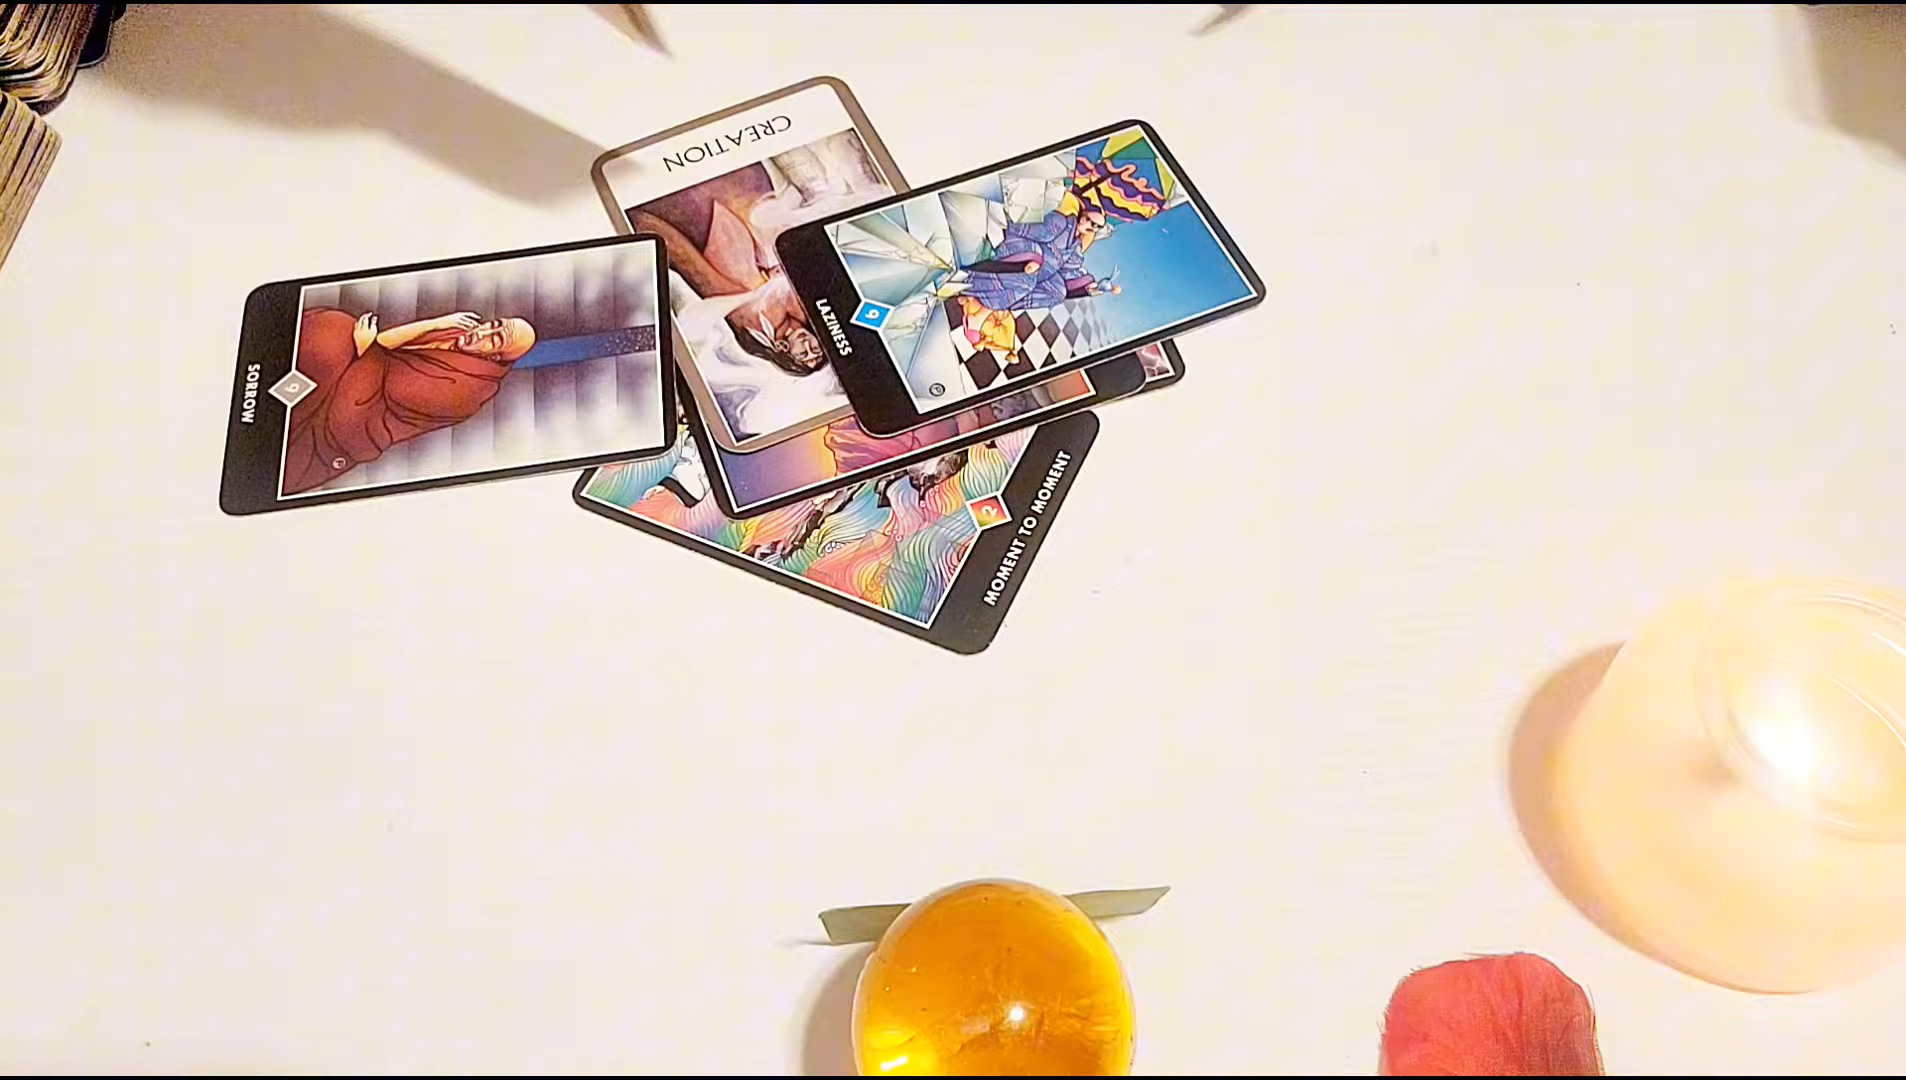 CREATION
LAZINESS
9
SORROW
9
2
MOMENT TO MOMENT